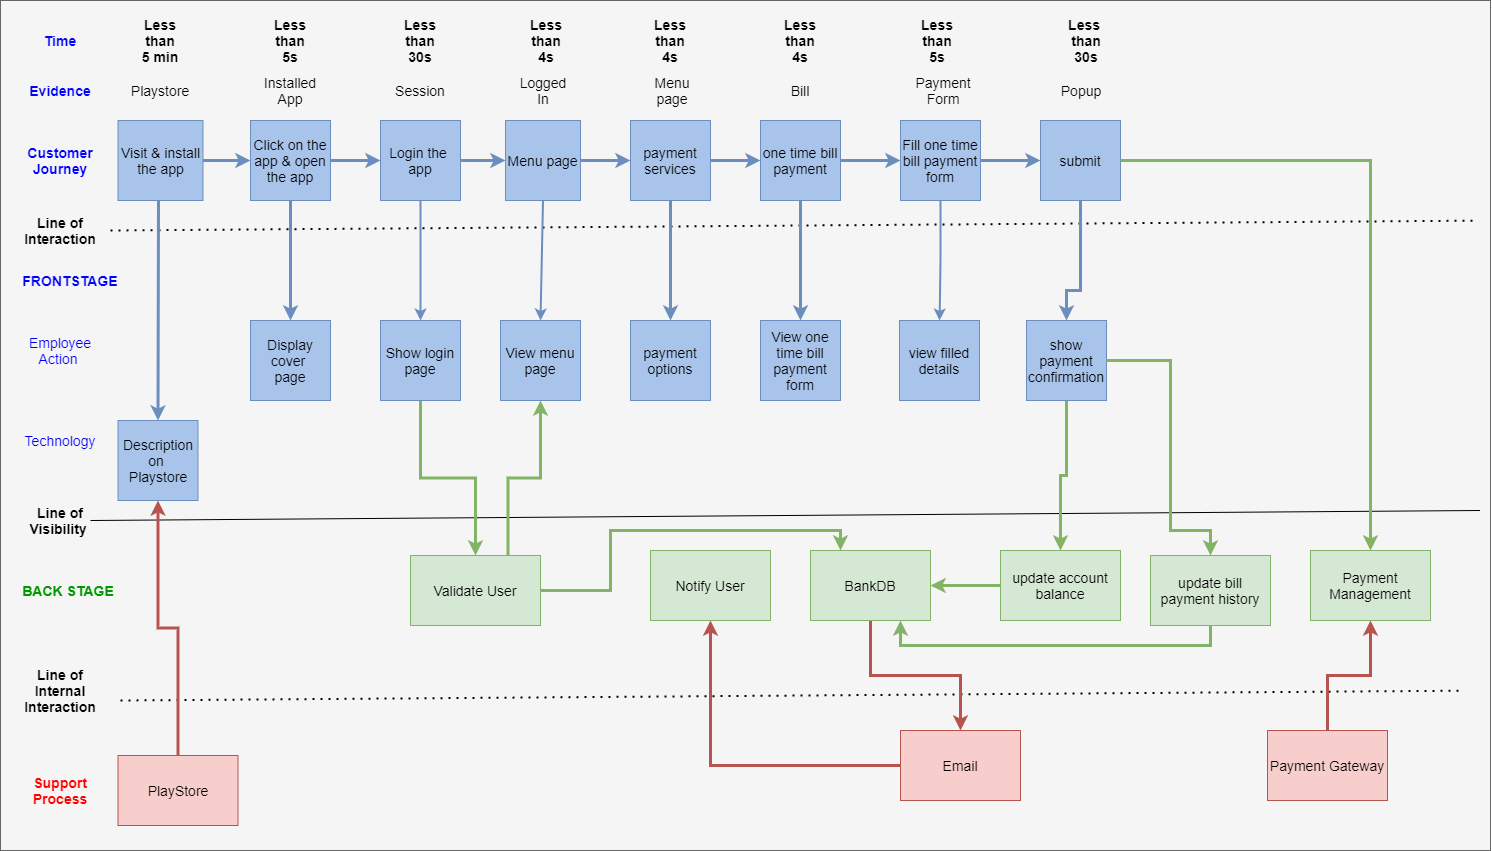 Time
Less
than
5 min
Less
than
5s
Less
than
30s
Less
than
4s
Less
than
4s
Less
than
4s
Less
than
5s
Less
than
30s
Evidence
Playstore
Installed
App
Session
Logged
In
Menu
page
Bill
Payment
Form
Popup
Customer
Journey
Visit & install
the app
Click on the
app & open
the app
Login the
app
Menu page
payment
services
one time bill
payment
Fill one time
bill payment
form
submit
Line of
Interaction
FRONTSTAGE
Employee
Action
Display
cover
page
Show login
page
View menu
page
payment
options
View one
time bill
payment
form
view filled
details
show
payment
confirmation
Technology
Description
on
Playstore
Line of
Visibility
BACK STAGE
Validate User
Notify User
BankDB
update account
balance
update bill
payment history
Payment
Management
Line of
Internal
Interaction
Support
Process
PlayStore
Email
Payment Gateway